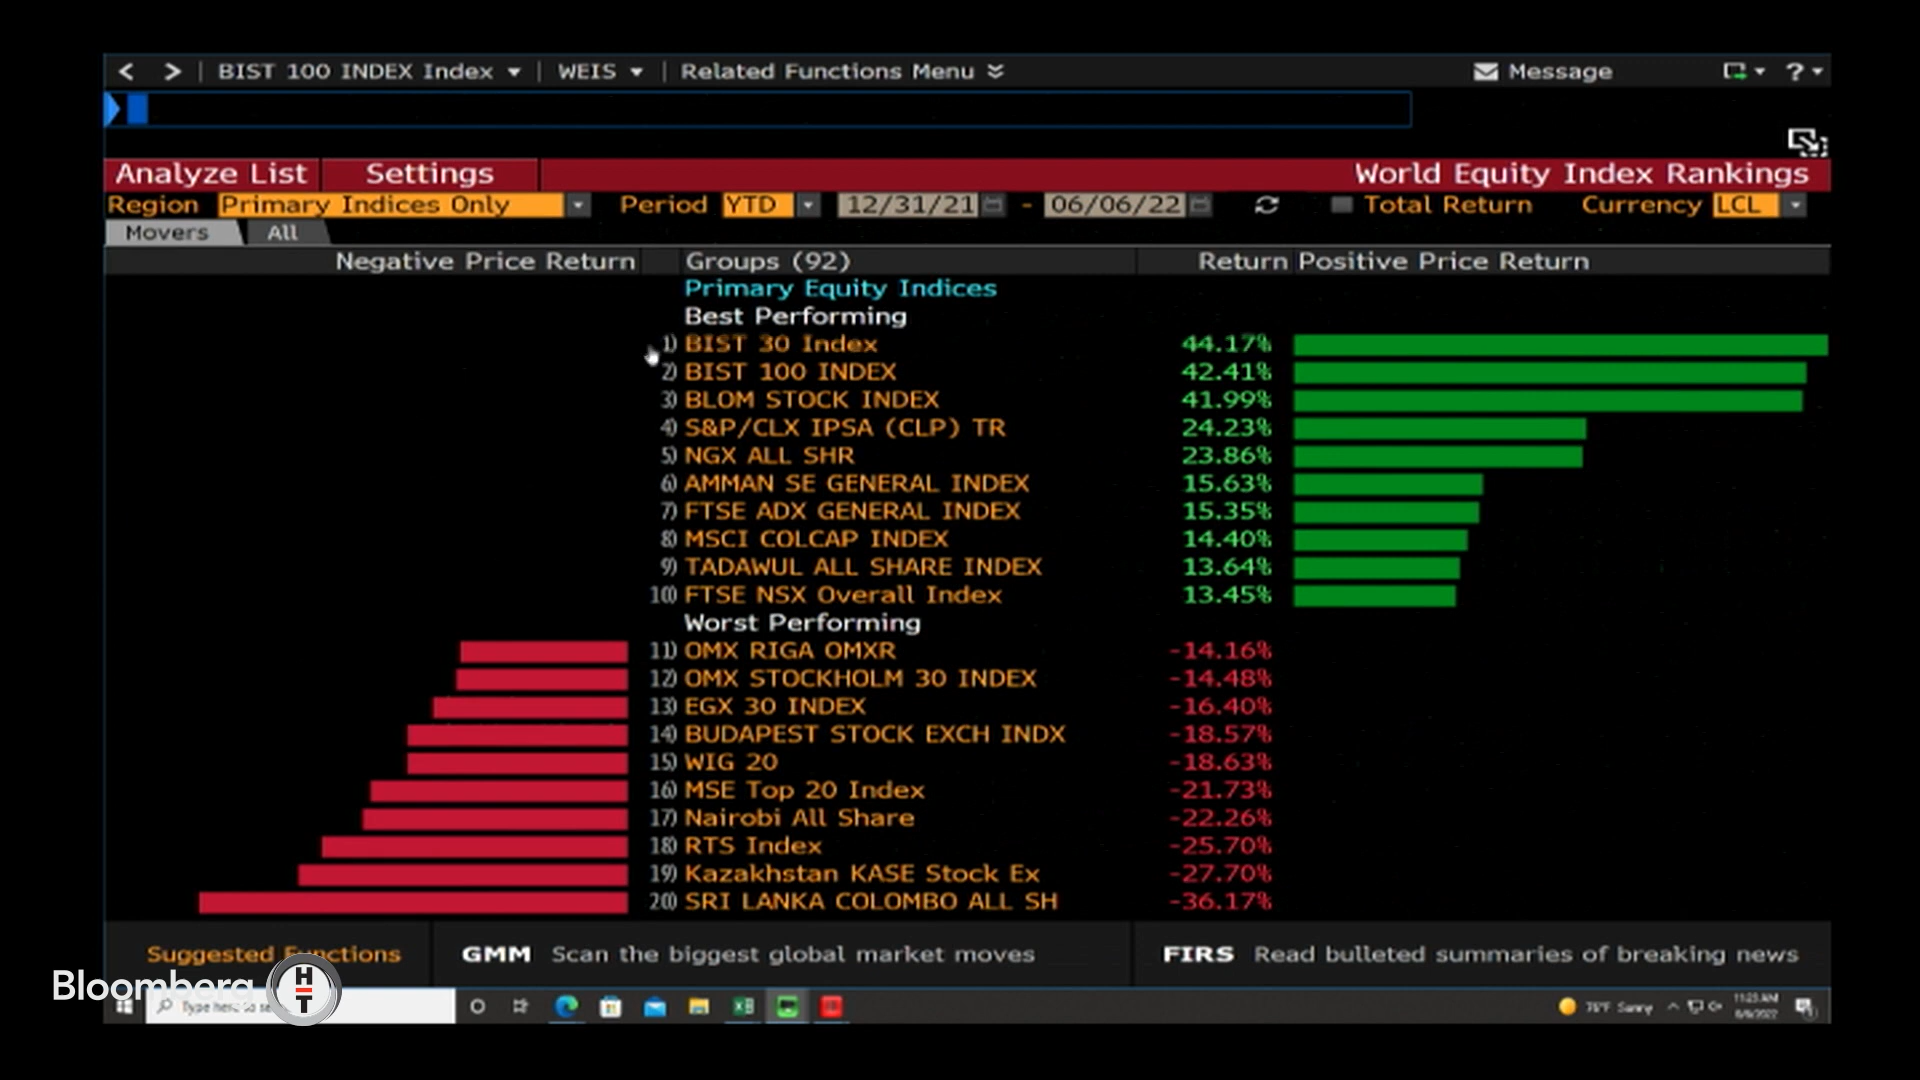 < > BIST 100 INDEX Index WEIS Related Functions Menu Message ?
Analyze List Settings World Equity Index Rankings
Region Primary Indices Only Period YTD 12/31/21 - 06/06/22 Total Return Currency LCL
Movers All
Negative Price Return Groups (92) Return Positive Price Return
Primary Equity Indices
Best Performing
1) BIST 30 Index 44.17%
2) BIST 100 INDEX 42.41%
3) BLOM STOCK INDEX 41.99%
4) S&P/CLX IPSA (CLP) TR 24.23%
5) NGX ALL SHR 23.86%
6) AMMAN SE GENERAL INDEX 15.63%
7) FTSE ADX GENERAL INDEX 15.35%
8) MSCI COLCAP INDEX 14.40%
9) TADAWUL ALL SHARE INDEX 13.64%
10) FTSE NSX Overall Index 13.45%
Worst Performing
11) OMX RIGA OMXR -14.16%
12) OMX STOCKHOLM 30 INDEX -14.48%
13) EGX 30 INDEX -16.40%
14) BUDAPEST STOCK EXCH INDX -18.57%
15) WIG 20 -18.63%
16) MSE Top 20 Index -21.73%
17) Nairobi All Share -22.26%
18) RTS Index -25.70%
19) Kazakhstan KASE Stock Ex -27.70%
20) SRI LANKA COLOMBO ALL SH -36.17%
Suggested Functions GMM Scan the biggest global market moves FIRS Read bulleted summaries of breaking news
Bloomberg HT
Type here to se Sunny